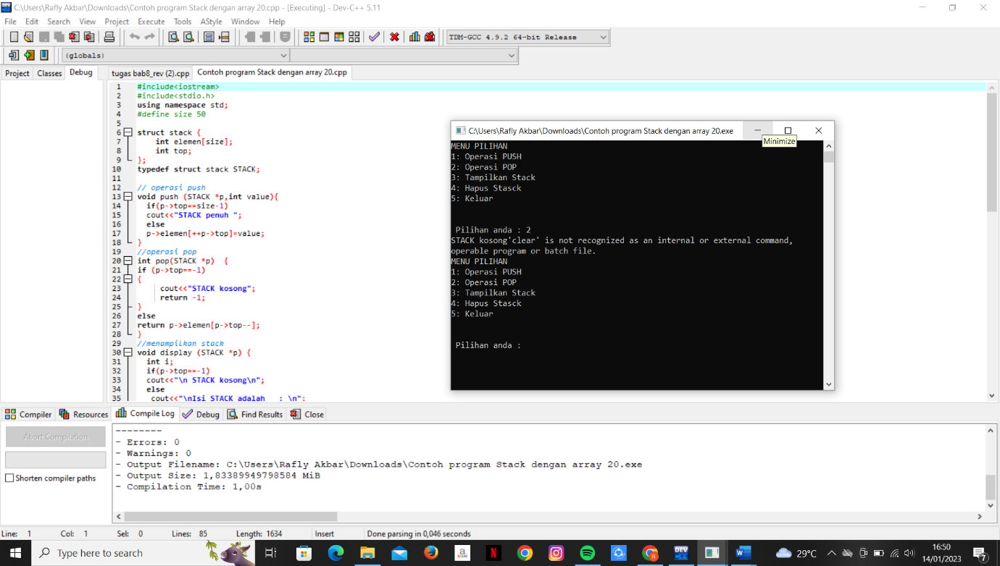 C:\Users\Rafly Akbar\Downloads\Contoh program Stack dengan array 20.cpp - [Executing] - Dev-C++ 5.11
File Edit Search View Project Execute Tools AStyle Window Help
TDM-GCC 4.9.2 64-bit Release
(globals)
Project Classes Debug
tugas bab8_rev (2).cpp Contoh program Stack dengan array 20.cpp
1 #include<iostream>
2 #include<stdio.h>
3 using namespace std;
4 #define size 50
5
6 struct stack {
7 int elemen[size];
8 int top;
9 };
10 typedef struct stack STACK;
11
12 // operasi push
13 void push (STACK *p,int value){
14 if(p->top==size-1)
15 cout<<"STACK penuh ";
16 else
17 p->elemen[++p->top]=value;
18 }
19 //operasi pop
20 int pop(STACK *p) {
21 if (p->top==-1)
22 {
23 cout<<"STACK kosong";
24 return -1;
25 }
26 else
27 return p->elemen[p->top--];
28 }
29 //menampilkan stack
30 void display (STACK *p) {
31 int i;
32 if(p->top==-1)
33 cout<<"\n STACK kosong\n";
34 else
35 cout<<"\nIsi STACK adalah : \n";
C:\Users\Rafly Akbar\Downloads\Contoh program Stack dengan array 20.exe
Minimize
MENU PILIHAN
1: Operasi PUSH
2: Operasi POP
3: Tampilkan Stack
4: Hapus Stasck
5: Keluar
Pilihan anda : 2
STACK kosong'clear' is not recognized as an internal or external command,
operable program or batch file.
MENU PILIHAN
1: Operasi PUSH
2: Operasi POP
3: Tampilkan Stack
4: Hapus Stasck
5: Keluar
Pilihan anda :
Compiler Resources Compile Log Debug Find Results Close
Abort Compilation
Shorten compiler paths
--------
- Errors: 0
- Warnings: 0
- Output Filename: C:\Users\Rafly Akbar\Downloads\Contoh program Stack dengan array 20.exe
- Output Size: 1,83389949798584 MiB
- Compilation Time: 1,00s
Line: 1 Col: 1 Sel: 0 Lines: 85 Length: 1634 Insert Done parsing in 0,046 seconds
Type here to search
29°C
16:50
14/01/2023